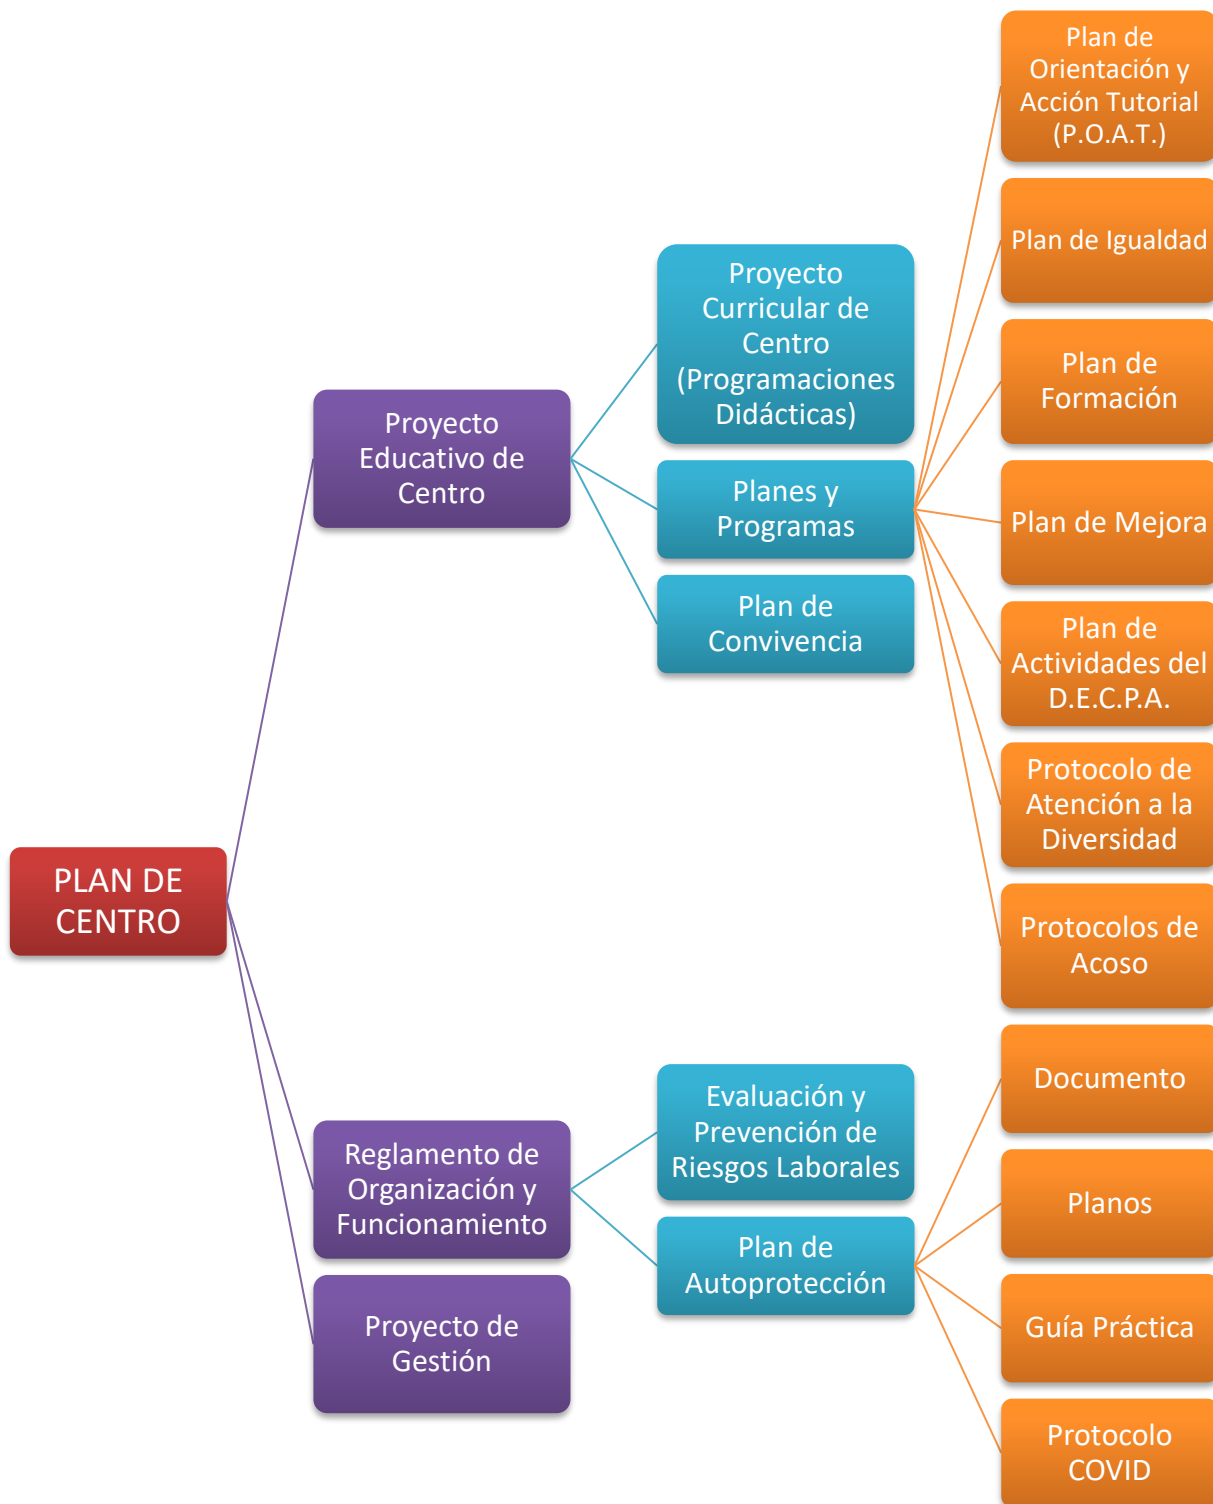 PLAN DE
CENTRO
Proyecto
Educativo de
Centro
Proyecto
Curricular de
Centro
(Programaciones
Didácticas)
Planes y
Programas
Plan de
Orientación y
Acción Tutorial
(P.O.A.T.)
Plan de Igualdad
Plan de
Formación
Plan de Mejora
Plan de
Actividades del
D.E.C.P.A.
Protocolo de
Atención a la
Diversidad
Protocolos de
Acoso
Plan de
Convivencia
Reglamento de
Organización y
Funcionamiento
Evaluación y
Prevención de
Riesgos Laborales
Plan de
Autoprotección
Documento
Planos
Guía Práctica
Protocolo
COVID
Proyecto de
Gestión